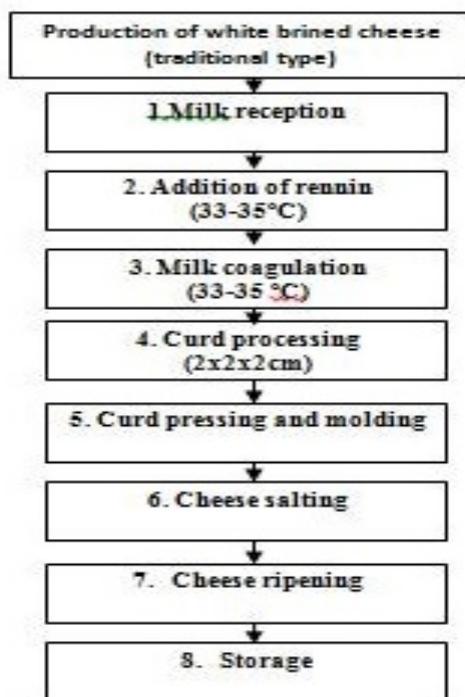 Production of white brined cheese
(traditional type)
1.Milk reception
2. Addition of rennin
(33-35°C)
3. Milk coagulation
(33-35 °C)
4. Curd processing
(2x2x2cm)
5. Curd pressing and molding
6. Cheese salting
7. Cheese ripening
8. Storage